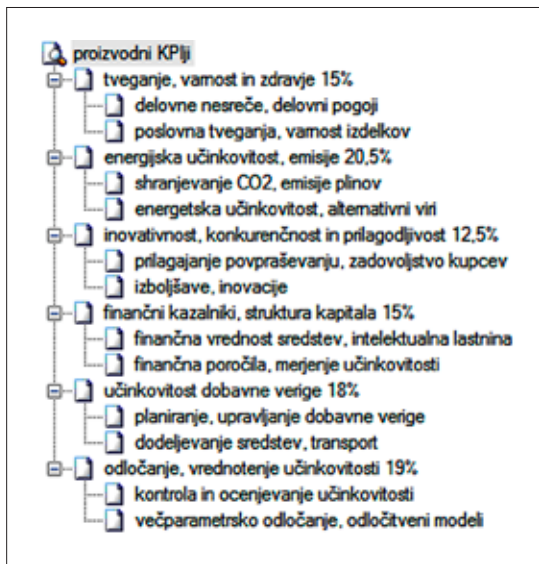 proizvodni KPIji
tveganje, varnost in zdravje 15%
delovne nesreče, delovni pogoji
poslovna tveganja, varnost izdelkov
energijska učinkovitost, emisije 20,5%
shranjevanje CO2, emisije plinov
energetska učinkovitost, alternativni viri
inovativnost, konkurenčnost in prilagodljivost 12,5%
prilagajanje povpraševanju, zadovoljstvo kupcev
izboljšave, inovacije
finančni kazalniki, struktura kapitala 15%
finančna vrednost sredstev, intelektualna lastnina
finančna poročila, merjenje učinkovitosti
učinkovitost dobavne verige 18%
planiranje, upravljanje dobavne verige
dodeljevanje sredstev, transport
odločanje, vrednotenje učinkovitosti 19%
kontrola in ocenjevanje učinkovitosti
večparametrsko odločanje, odločitveni modeli